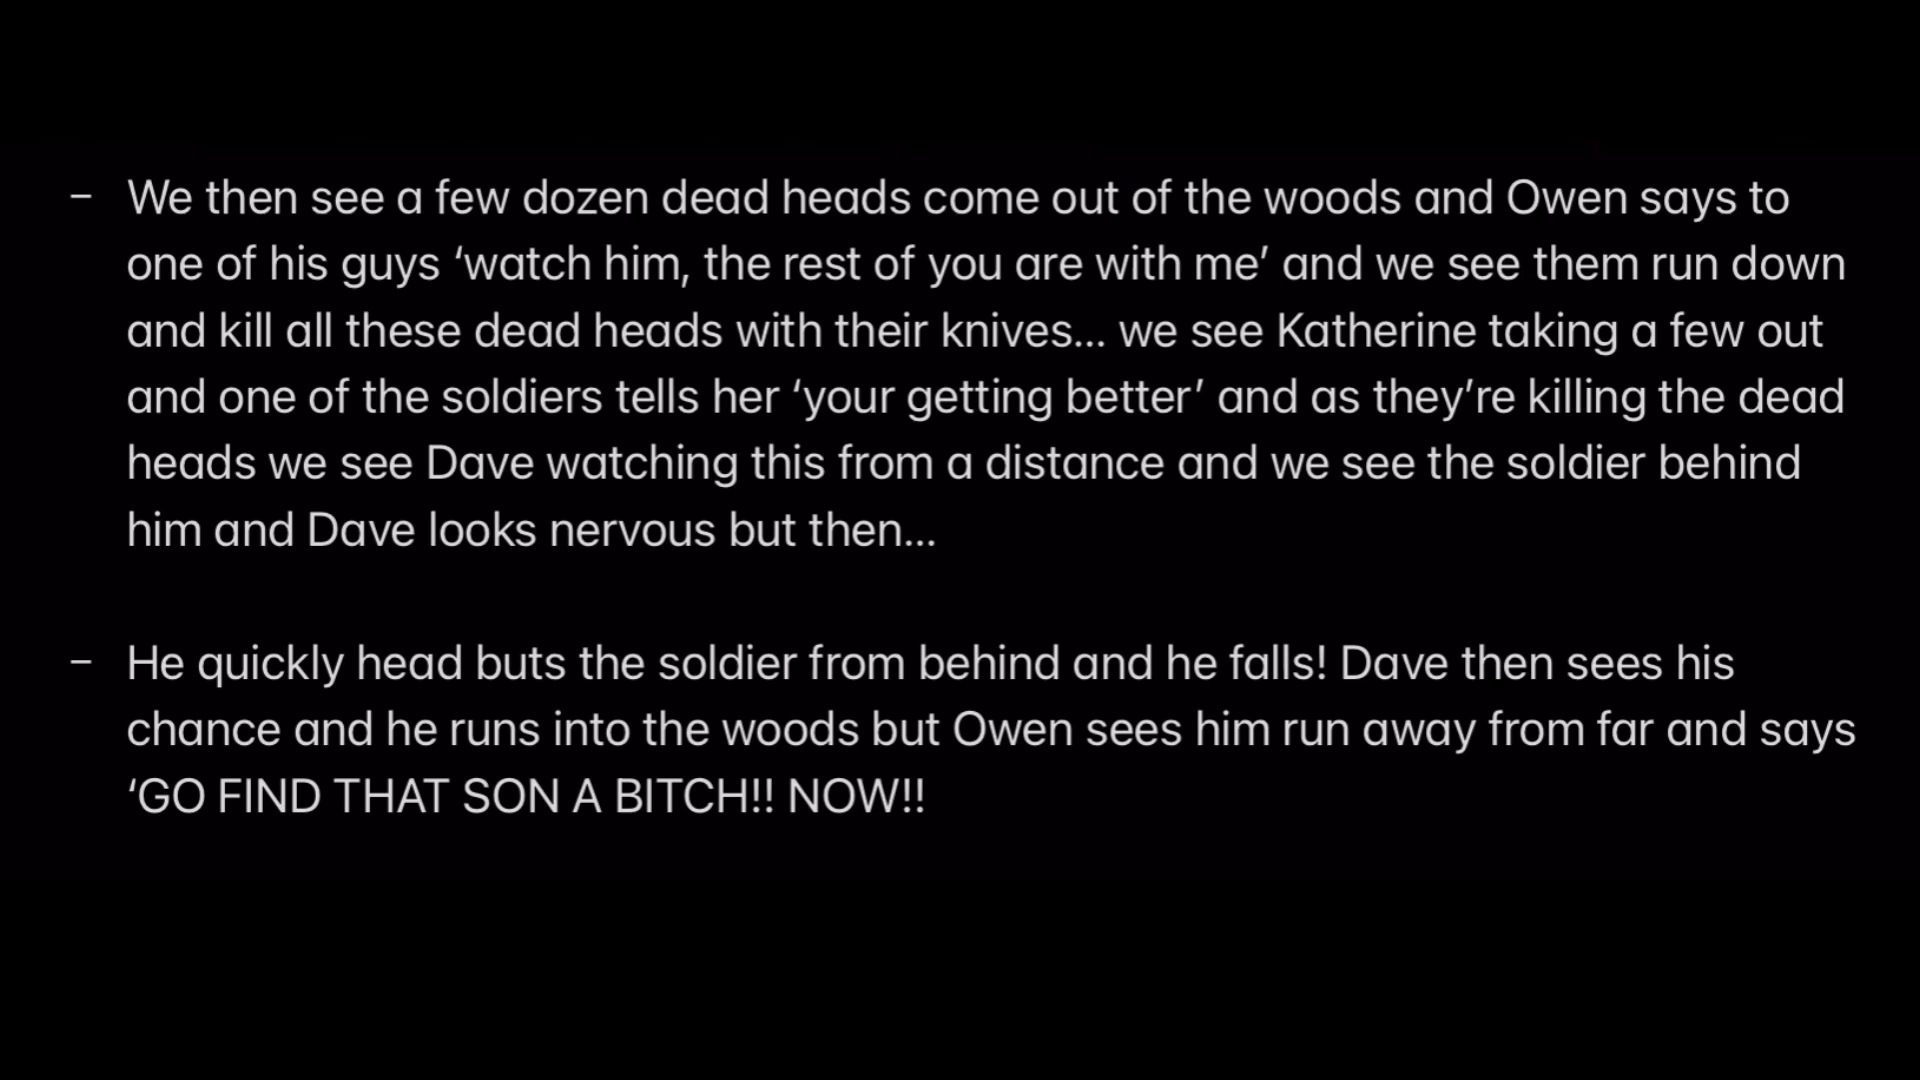 – We then see a few dozen dead heads come out of the woods and Owen says to
one of his guys ‘watch him, the rest of you are with me’ and we see them run down
and kill all these dead heads with their knives... we see Katherine taking a few out
and one of the soldiers tells her ‘your getting better’ and as they’re killing the dead
heads we see Dave watching this from a distance and we see the soldier behind
him and Dave looks nervous but then...
– He quickly head buts the soldier from behind and he falls! Dave then sees his
chance and he runs into the woods but Owen sees him run away from far and says
‘GO FIND THAT SON A BITCH!! NOW!!